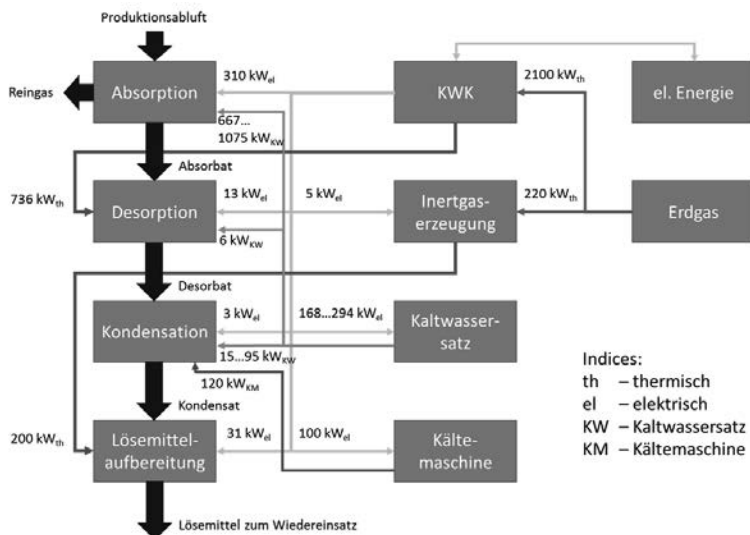 Produktionsabluft
310 kWel
2100 kWth
Reingas
Absorption
KWK
el. Energie
667...
1075 kWKW
Absorbat
736 kWth
13 kWel
5 kWel
220 kWth
Desorption
Inertgas-
erzeugung
Erdgas
6 kWKW
Desorbat
3 kWel
168...294 kWel
Kondensation
Kaltwasser-
satz
15...95 kWKW
120 kWKM
Kondensat
Indices:
th – thermisch
el – elektrisch
KW – Kaltwassersatz
KM – Kältemaschine
200 kWth
31 kWel
100 kWel
Lösemittel-
aufbereitung
Kälte-
maschine
Lösemittel zum Wiedereinsatz